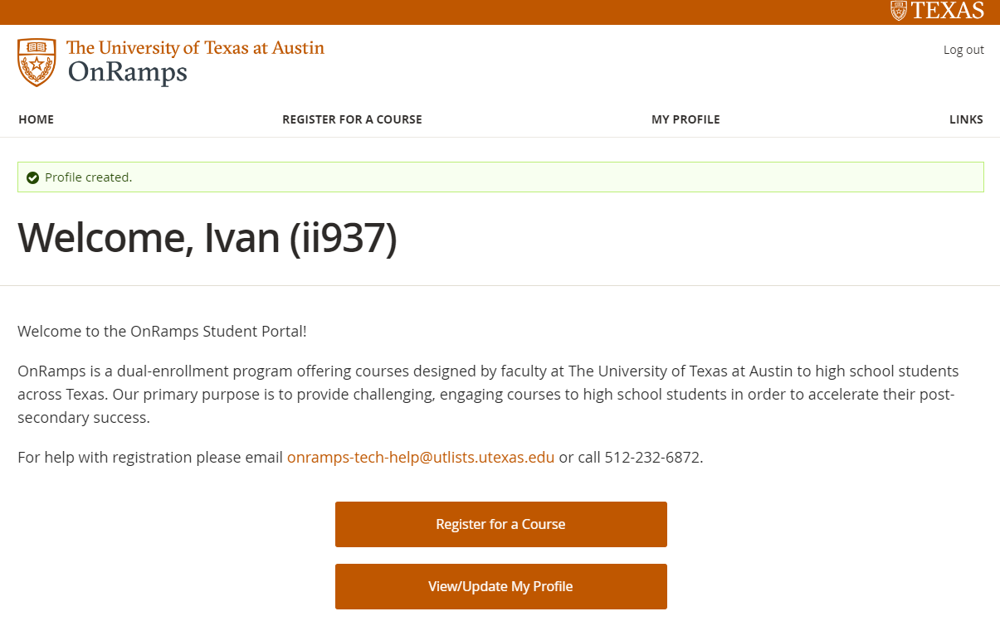 TEXAS
The University of Texas at Austin
OnRamps
Log out
HOME REGISTER FOR A COURSE MY PROFILE LINKS
Profile created.
Welcome, Ivan (ii937)
Welcome to the OnRamps Student Portal!
OnRamps is a dual-enrollment program offering courses designed by faculty at The University of Texas at Austin to high school students
across Texas. Our primary purpose is to provide challenging, engaging courses to high school students in order to accelerate their post-
secondary success.
For help with registration please email onramps-tech-help@utlists.utexas.edu or call 512-232-6872.
Register for a Course
View/Update My Profile